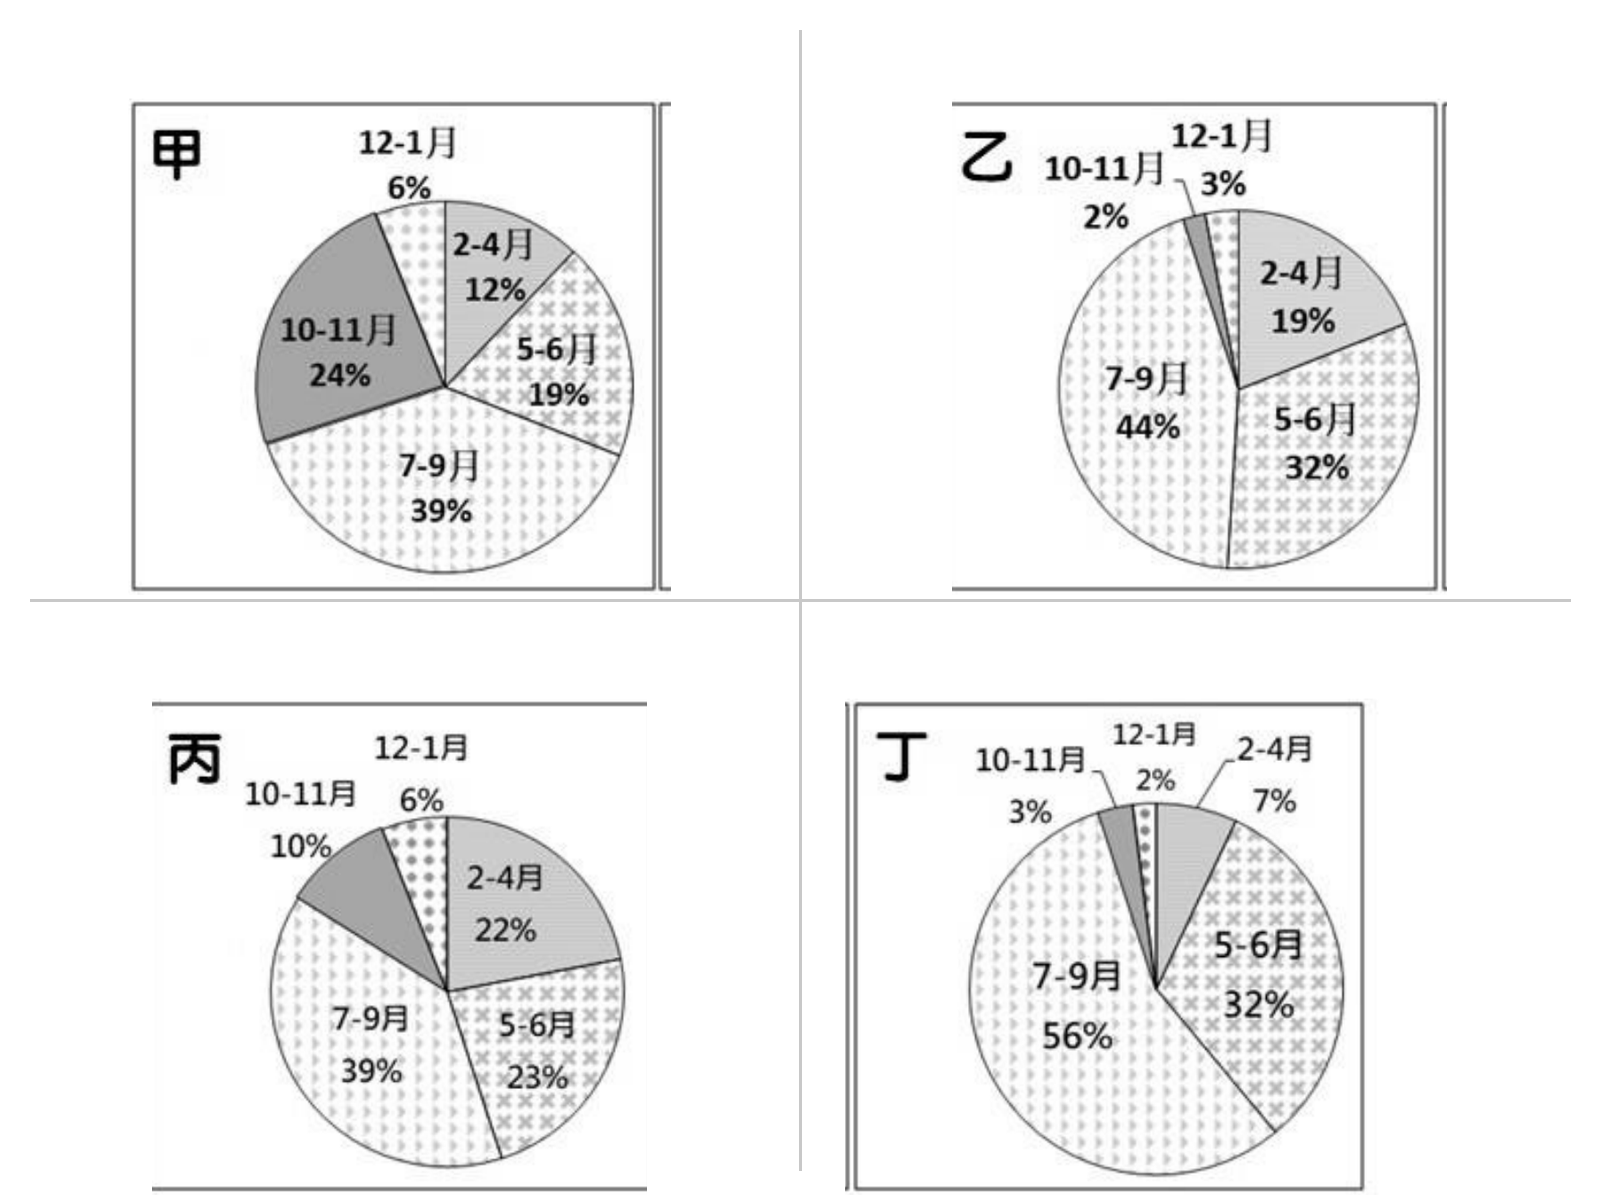 甲
12-1月
6%
2-4月
12%
5-6月
19%
7-9月
39%
10-11月
24%
乙
12-1月
3%
10-11月
2%
2-4月
19%
5-6月
32%
7-9月
44%
丙
12-1月
6%
10-11月
10%
2-4月
22%
5-6月
23%
7-9月
39%
丁
12-1月
2%
2-4月
7%
10-11月
3%
5-6月
32%
7-9月
56%